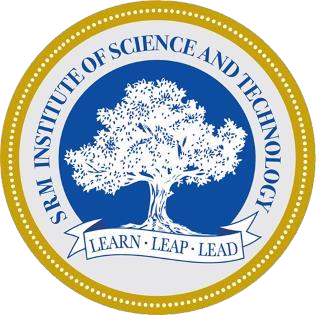 SRM INSTITUTE OF SCIENCE AND TECHNOLOGY
LEARN · LEAP · LEAD